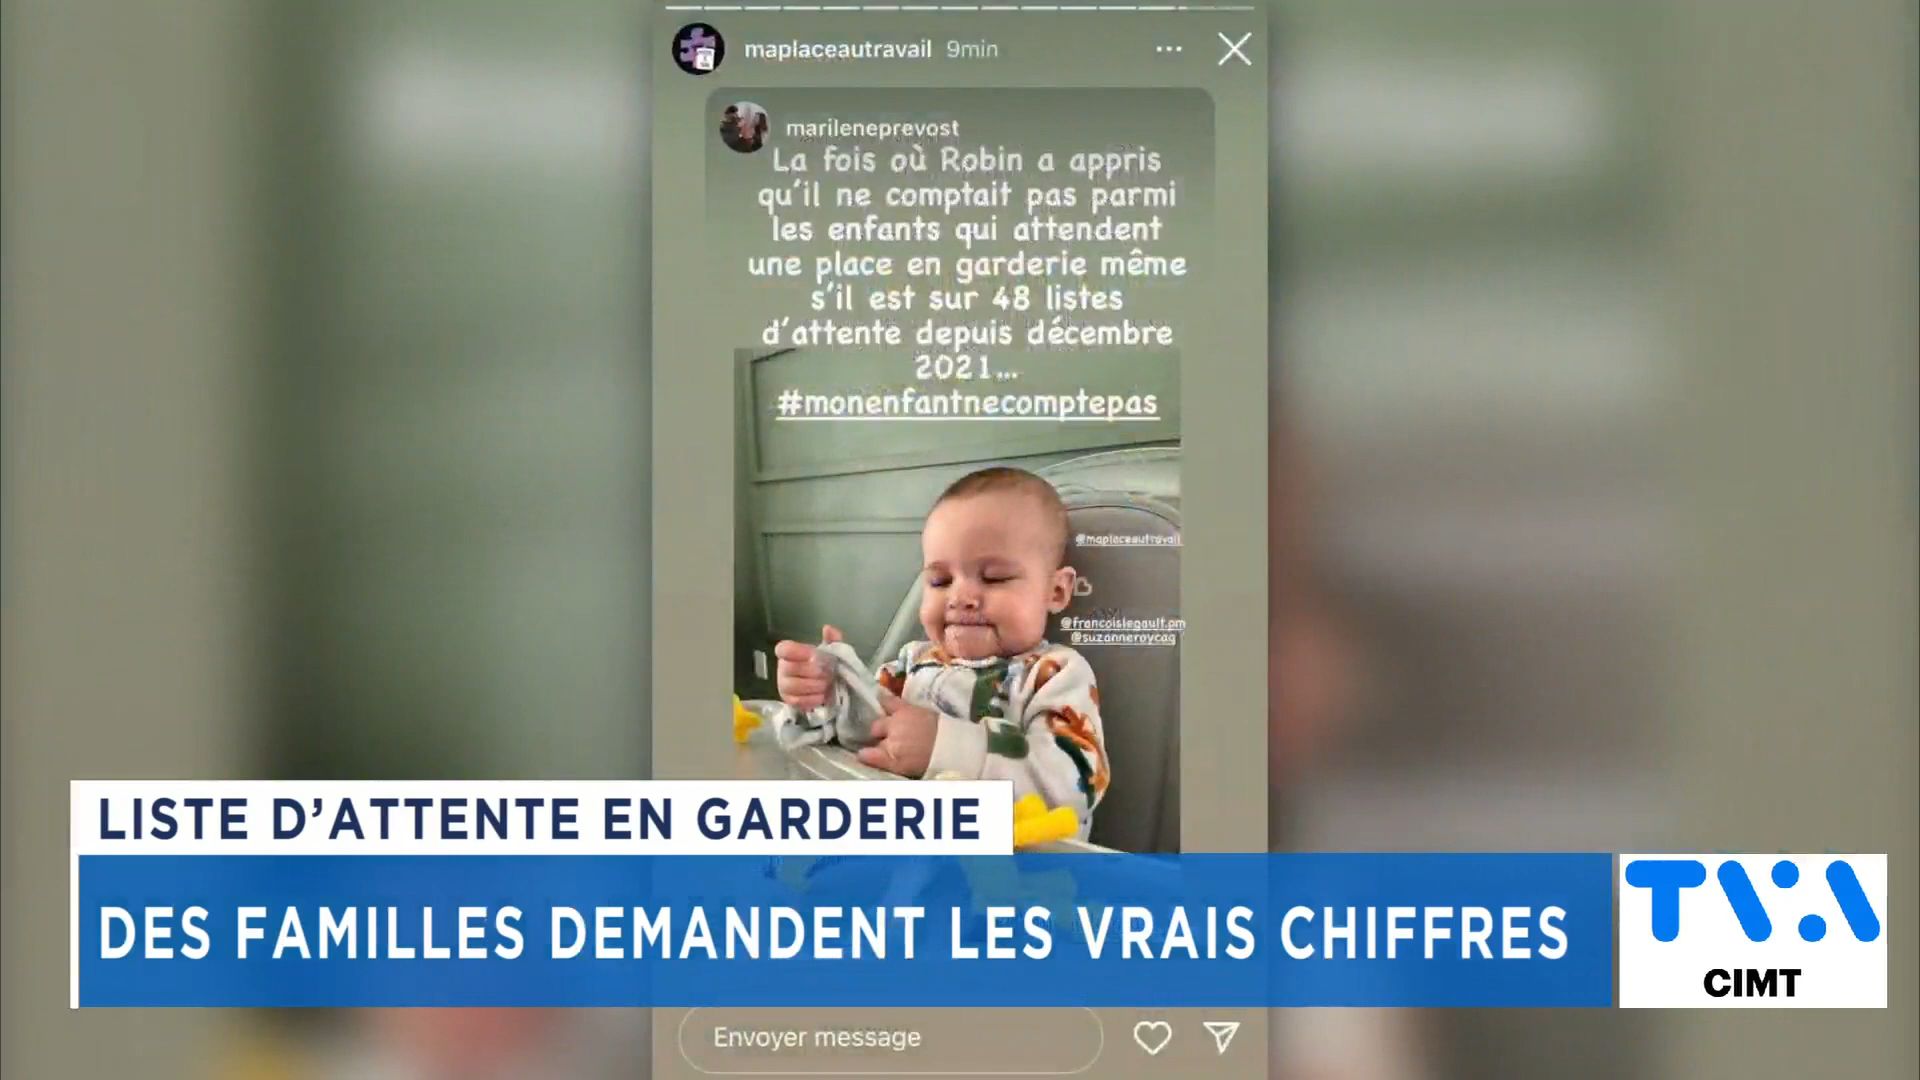 maplaceautravail 9min
marileneprevost
La fois où Robin a appris
qu'il ne comptait pas parmi
les enfants qui attendent
une place en garderie même
s'il est sur 48 listes
d'attente depuis décembre
2021...
#monenfantnecomptepas
@maplaceautravail
@francoislegault.pm
@suzanneroycaq
LISTE D'ATTENTE EN GARDERIE
DES FAMILLES DEMANDENT LES VRAIS CHIFFRES
TVA
CIMT
Envoyer message